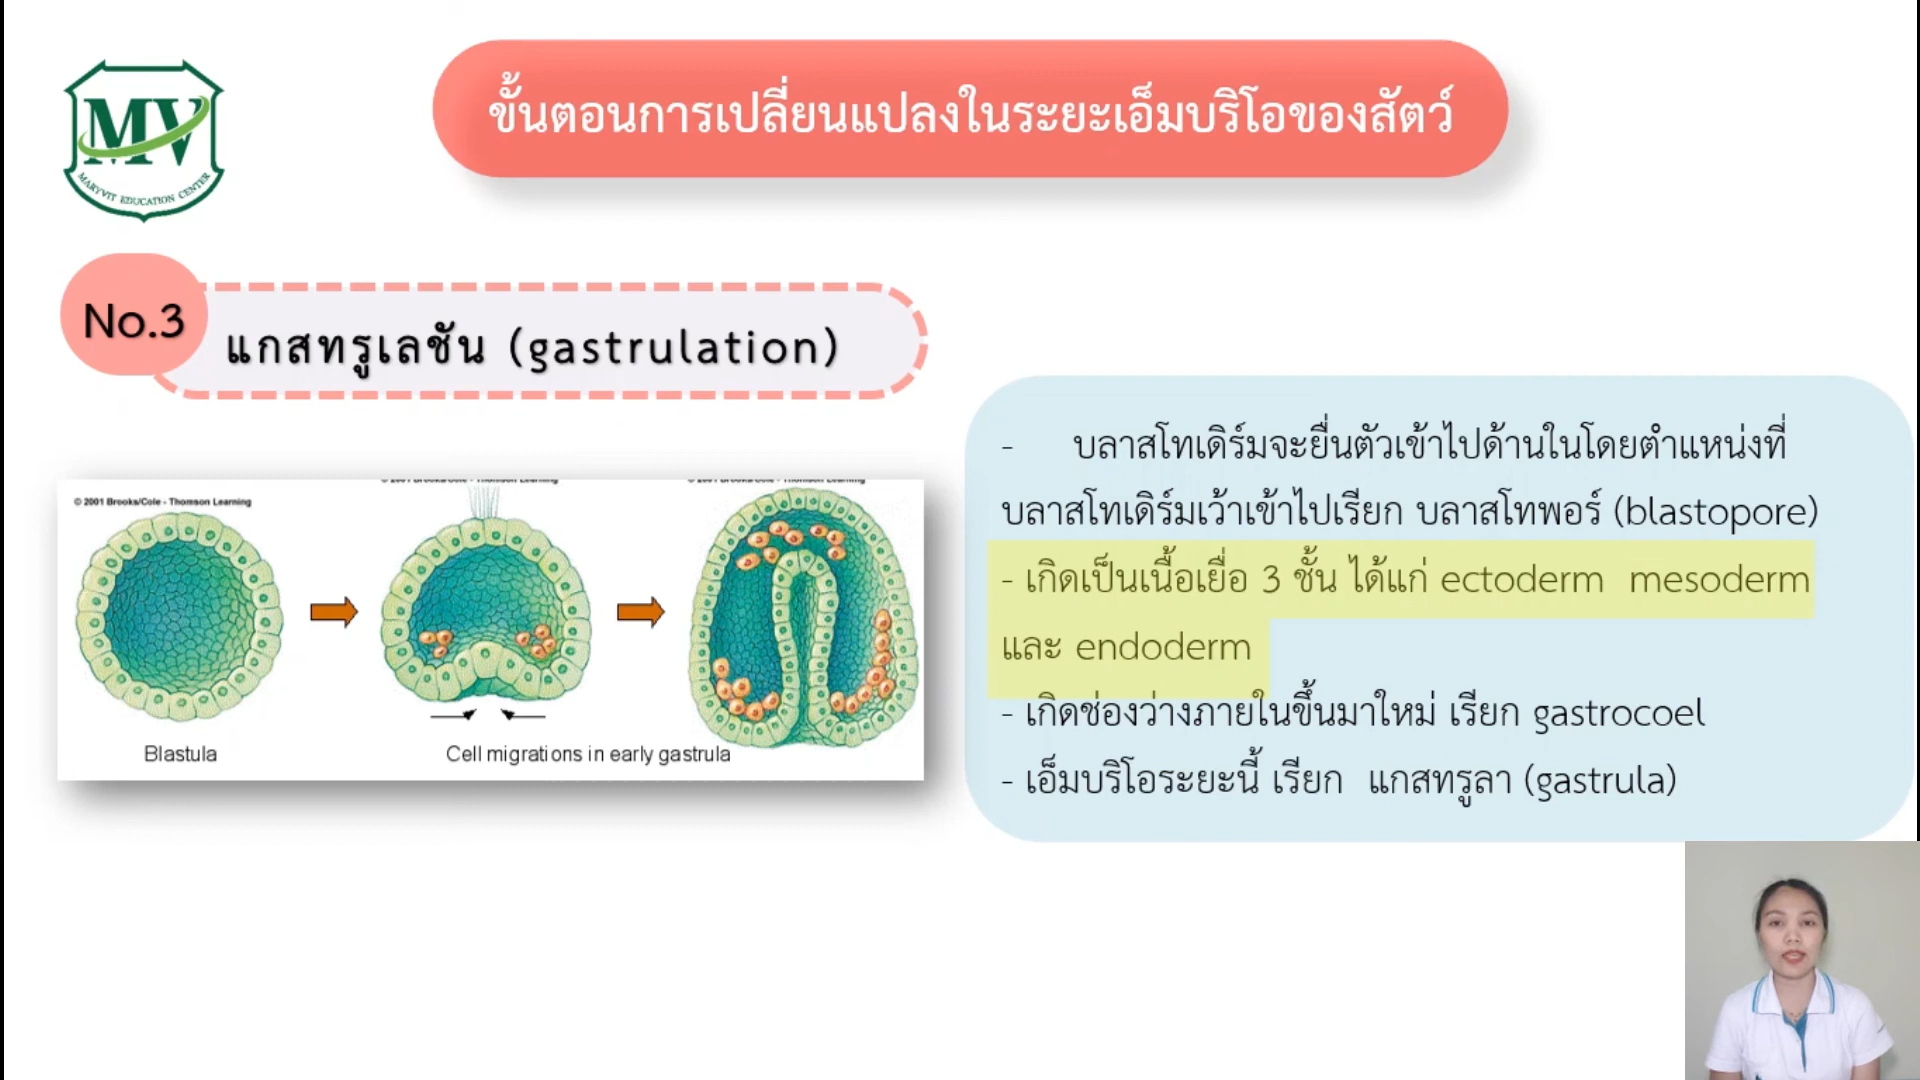 ขั้นตอนการเปลี่ยนแปลงในระยะเอ็มบริโอของสัตว์
MV
MARYVIT EDUCATION CENTER
No.3
แกสทรูเลชัน (gastrulation)
- บลาสโทเดิร์มจะยื่นตัวเข้าไปด้านในโดยตำแหน่งที่
บลาสโทเดิร์มเว้าเข้าไปเรียก บลาสโทพอร์ (blastopore)
- เกิดเป็นเนื้อเยื่อ 3 ชั้น ได้แก่ ectoderm mesoderm
และ endoderm
- เกิดช่องว่างภายในขึ้นมาใหม่ เรียก gastrocoel
- เอ็มบริโอระยะนี้ เรียก แกสทรูลา (gastrula)
© 2001 Brooks/Cole - Thomson Learning
Blastula
Cell migrations in early gastrula